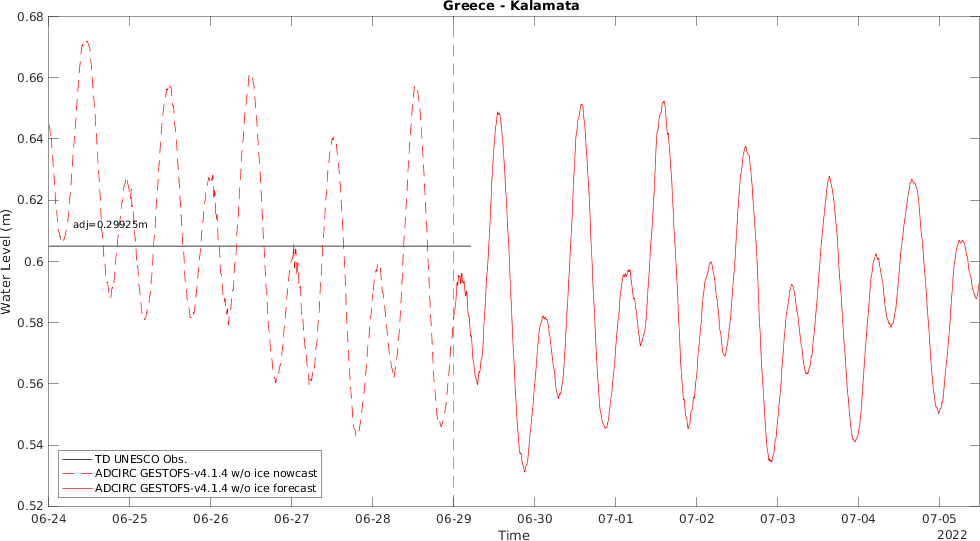 Greece - Kalamata
0.68
0.66
0.64
0.62
0.6
0.58
0.56
0.54
0.52
Water Level (m)
adj=0.29925m
TD UNESCO Obs.
ADCIRC GESTOFS-v4.1.4 w/o ice nowcast
ADCIRC GESTOFS-v4.1.4 w/o ice forecast
06-24 06-25 06-26 06-27 06-28 06-29 06-30 07-01 07-02 07-03 07-04 07-05
Time
2022